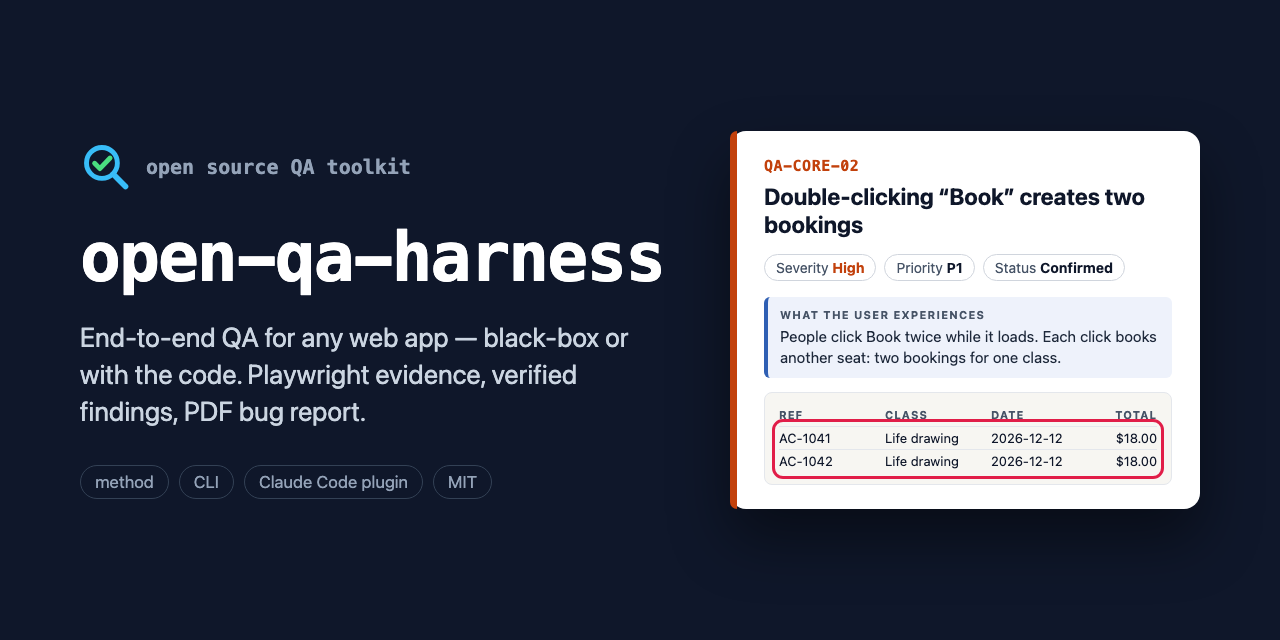 open source QA toolkit
open-qa-harness
End-to-end QA for any web app — black-box or
with the code. Playwright evidence, verified
findings, PDF bug report.
method CLI Claude Code plugin MIT
QA-CORE-02
Double-clicking “Book” creates two
bookings
Severity High Priority P1 Status Confirmed
WHAT THE USER EXPERIENCES
People click Book twice while it loads. Each click books
another seat: two bookings for one class.
REF CLASS DATE TOTAL
AC-1041 Life drawing 2026-12-12 $18.00
AC-1042 Life drawing 2026-12-12 $18.00